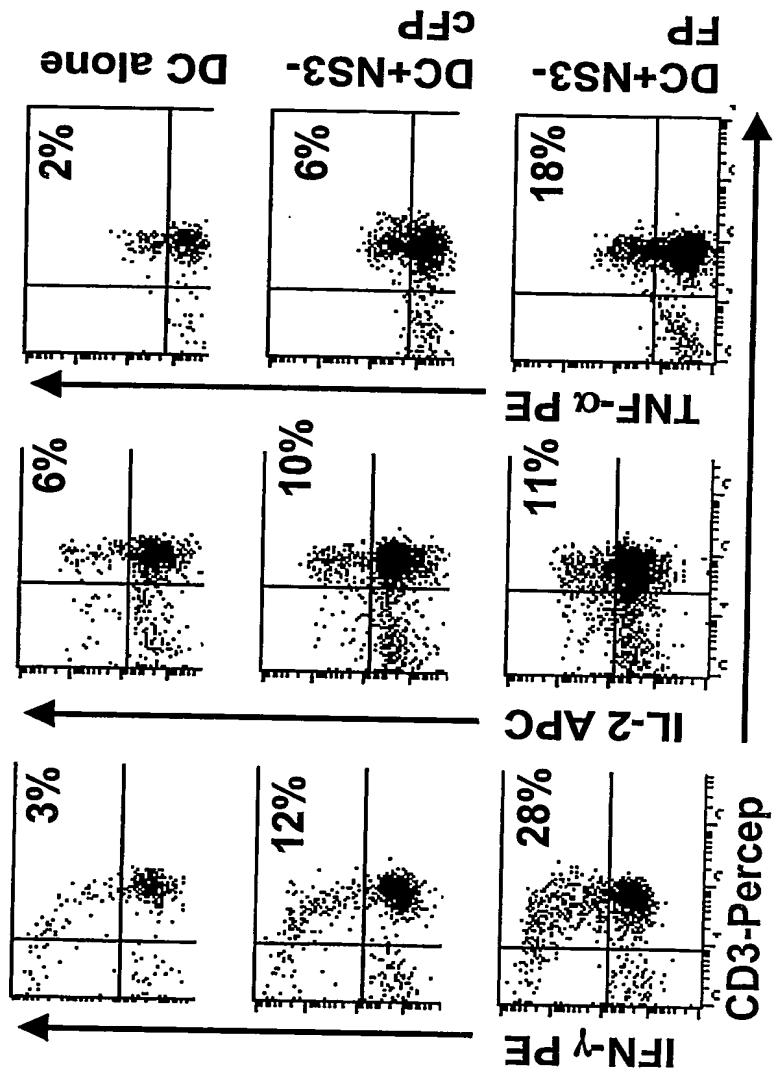 DC alone
DC+NS3-
cFP
DC+NS3-
FP
2%
6%
18%
TNF-α PE
6%
10%
11%
IL-2 APC
3%
12%
28%
IFN-γ PE
CD3-Percep